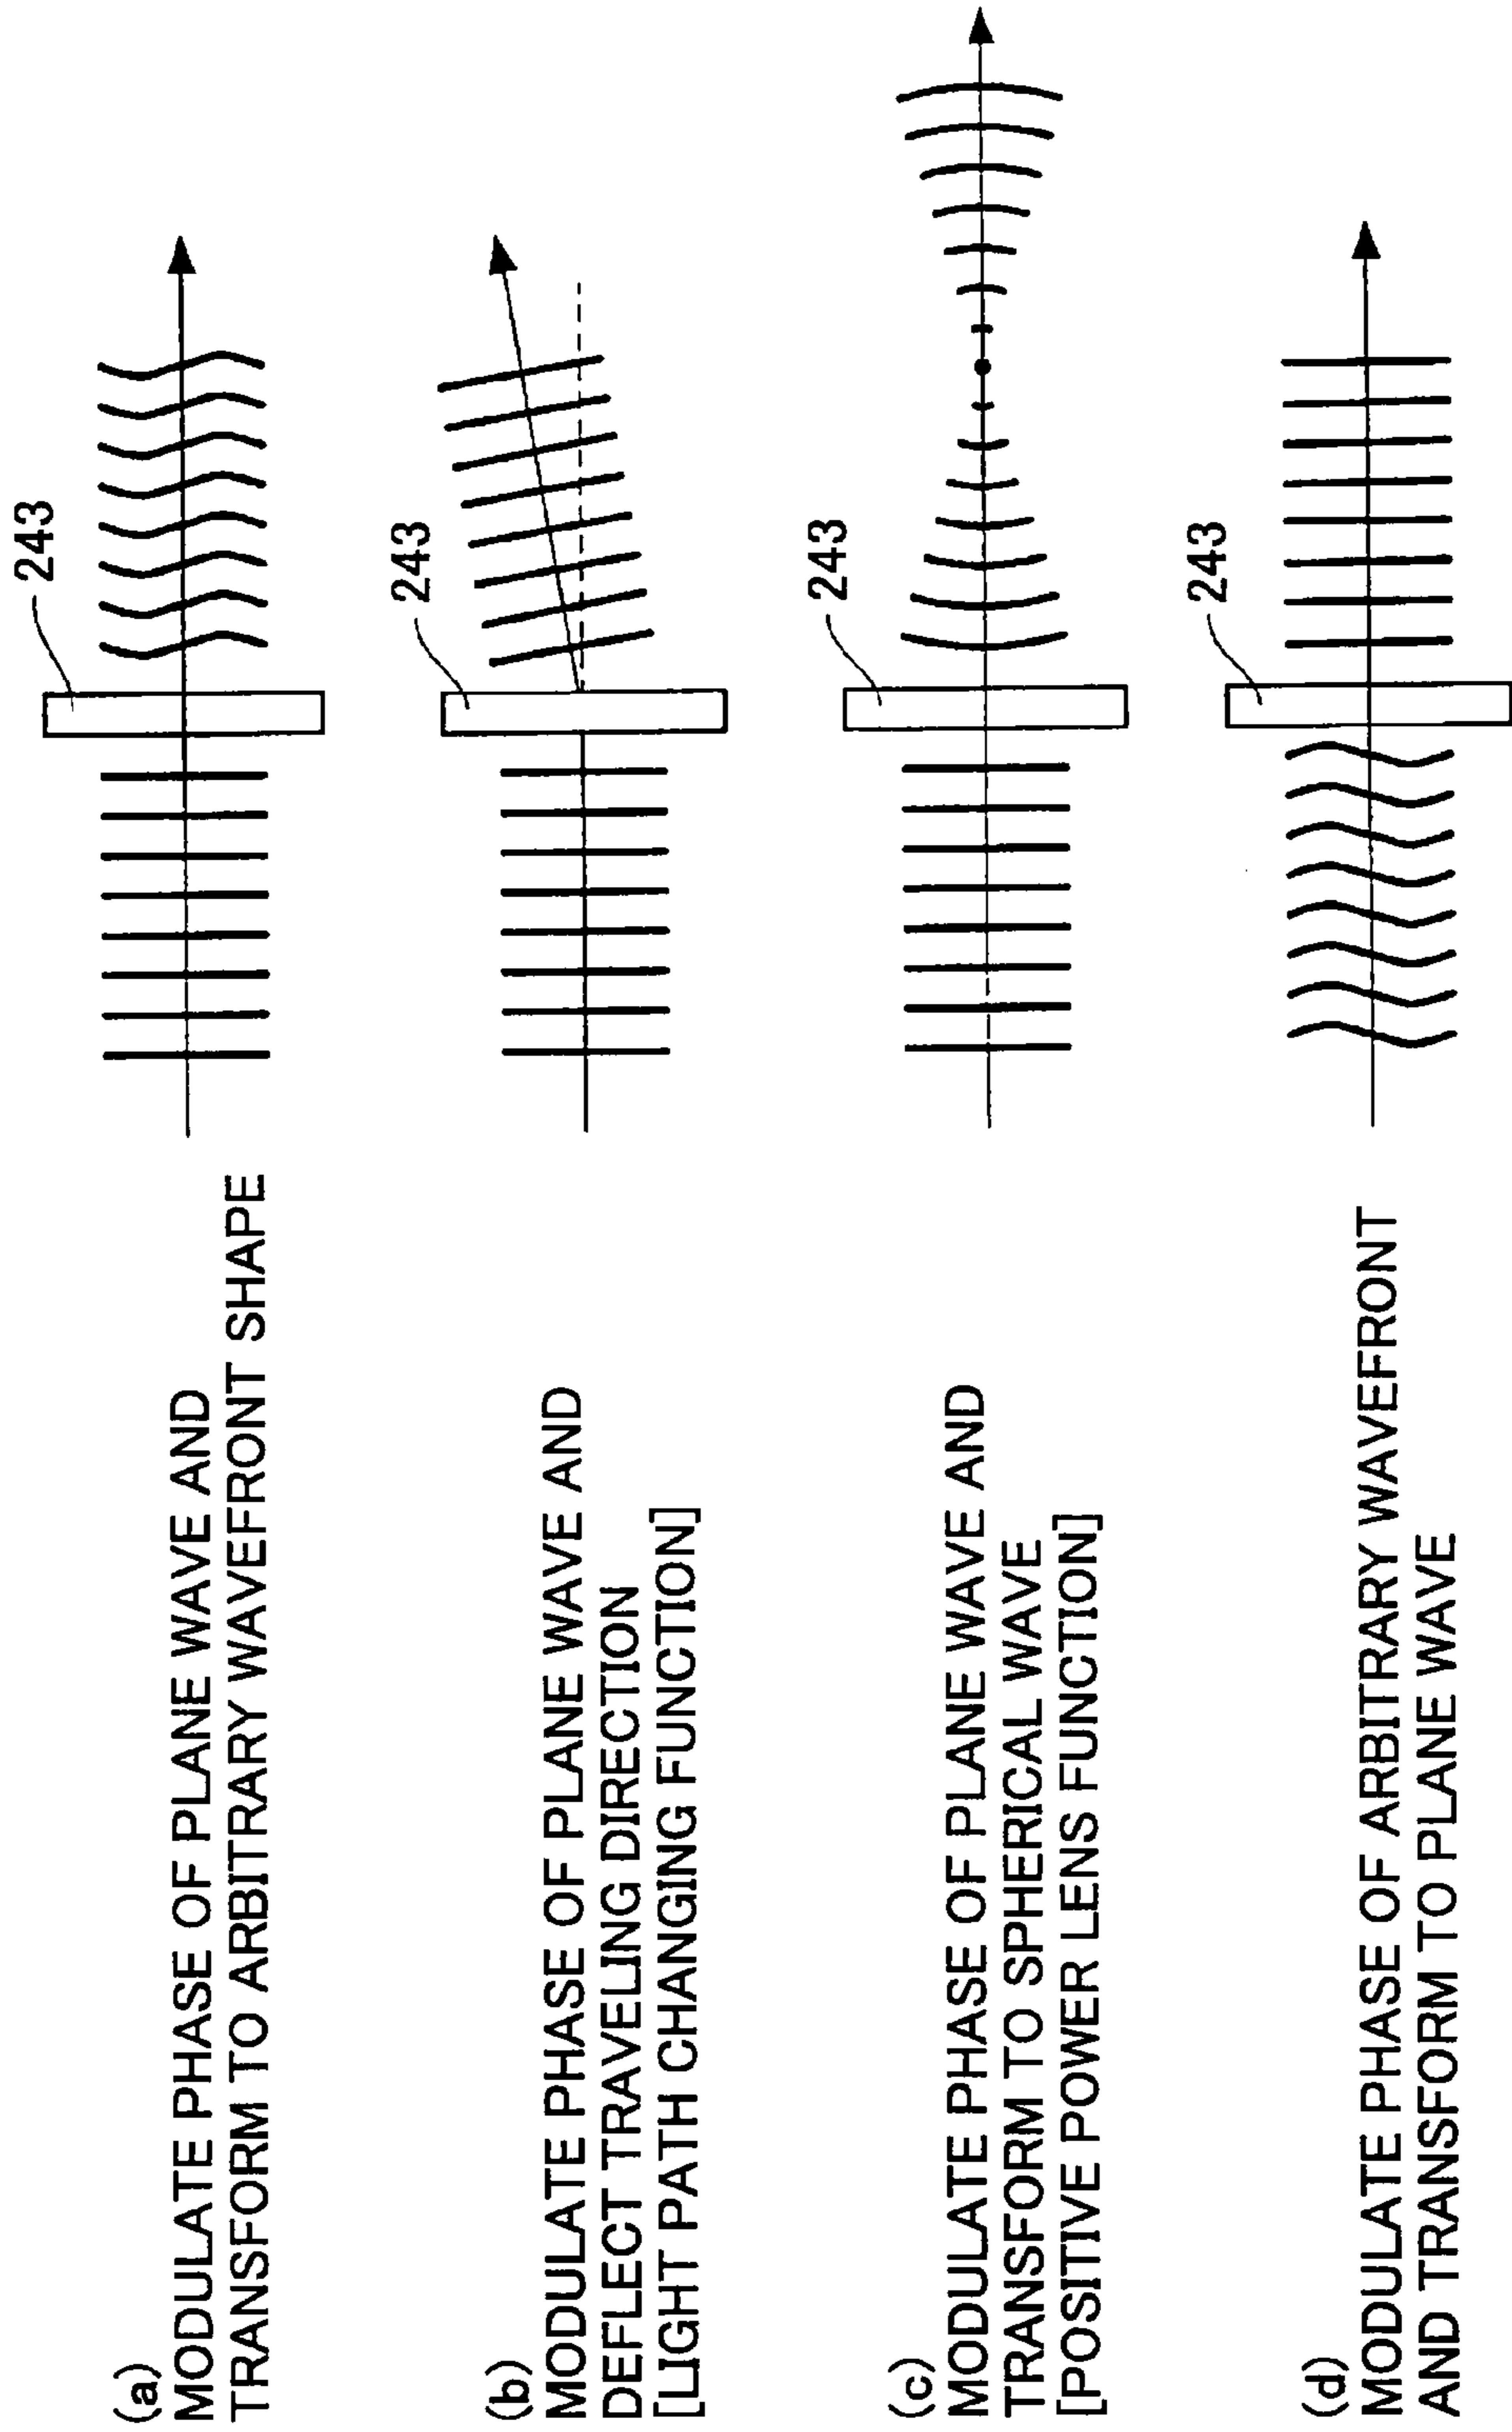 (a)
MODULATE PHASE OF PLANE WAVE AND
TRANSFORM TO ARBITRARY WAVEFRONT SHAPE
243
(b)
MODULATE PHASE OF PLANE WAVE AND
DEFLECT TRAVELING DIRECTION
[LIGHT PATH CHANGING FUNCTION]
243
(c)
MODULATE PHASE OF PLANE WAVE AND
TRANSFORM TO SPHERICAL WAVE
[POSITIVE POWER LENS FUNCTION]
243
(d)
MODULATE PHASE OF ARBITRARY WAVEFRONT
AND TRANSFORM TO PLANE WAVE
243